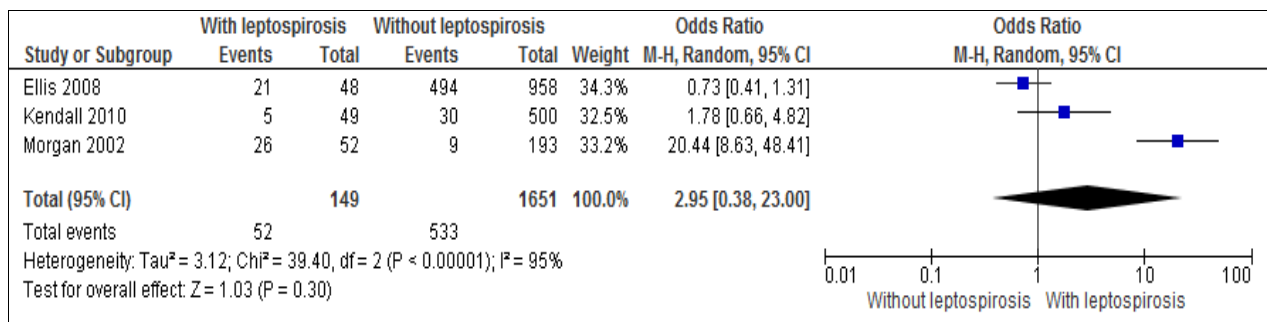 With leptospirosis Without leptospirosis Odds Ratio Odds Ratio
Study or Subgroup Events Total Events Total Weight M-H, Random, 95% CI M-H, Random, 95% CI
Ellis 2008 21 48 494 958 34.3% 0.73 [0.41, 1.31]
Kendall 2010 5 49 30 500 32.5% 1.78 [0.66, 4.82]
Morgan 2002 26 52 9 193 33.2% 20.44 [8.63, 48.41]
Total (95% CI) 149 1651 100.0% 2.95 [0.38, 23.00]
Total events 52 533
Heterogeneity: Tau² = 3.12; Chi² = 39.40, df = 2 (P < 0.00001); I² = 95%
Test for overall effect: Z = 1.03 (P = 0.30)
0.01 0.1 1 10 100
Without leptospirosis With leptospirosis